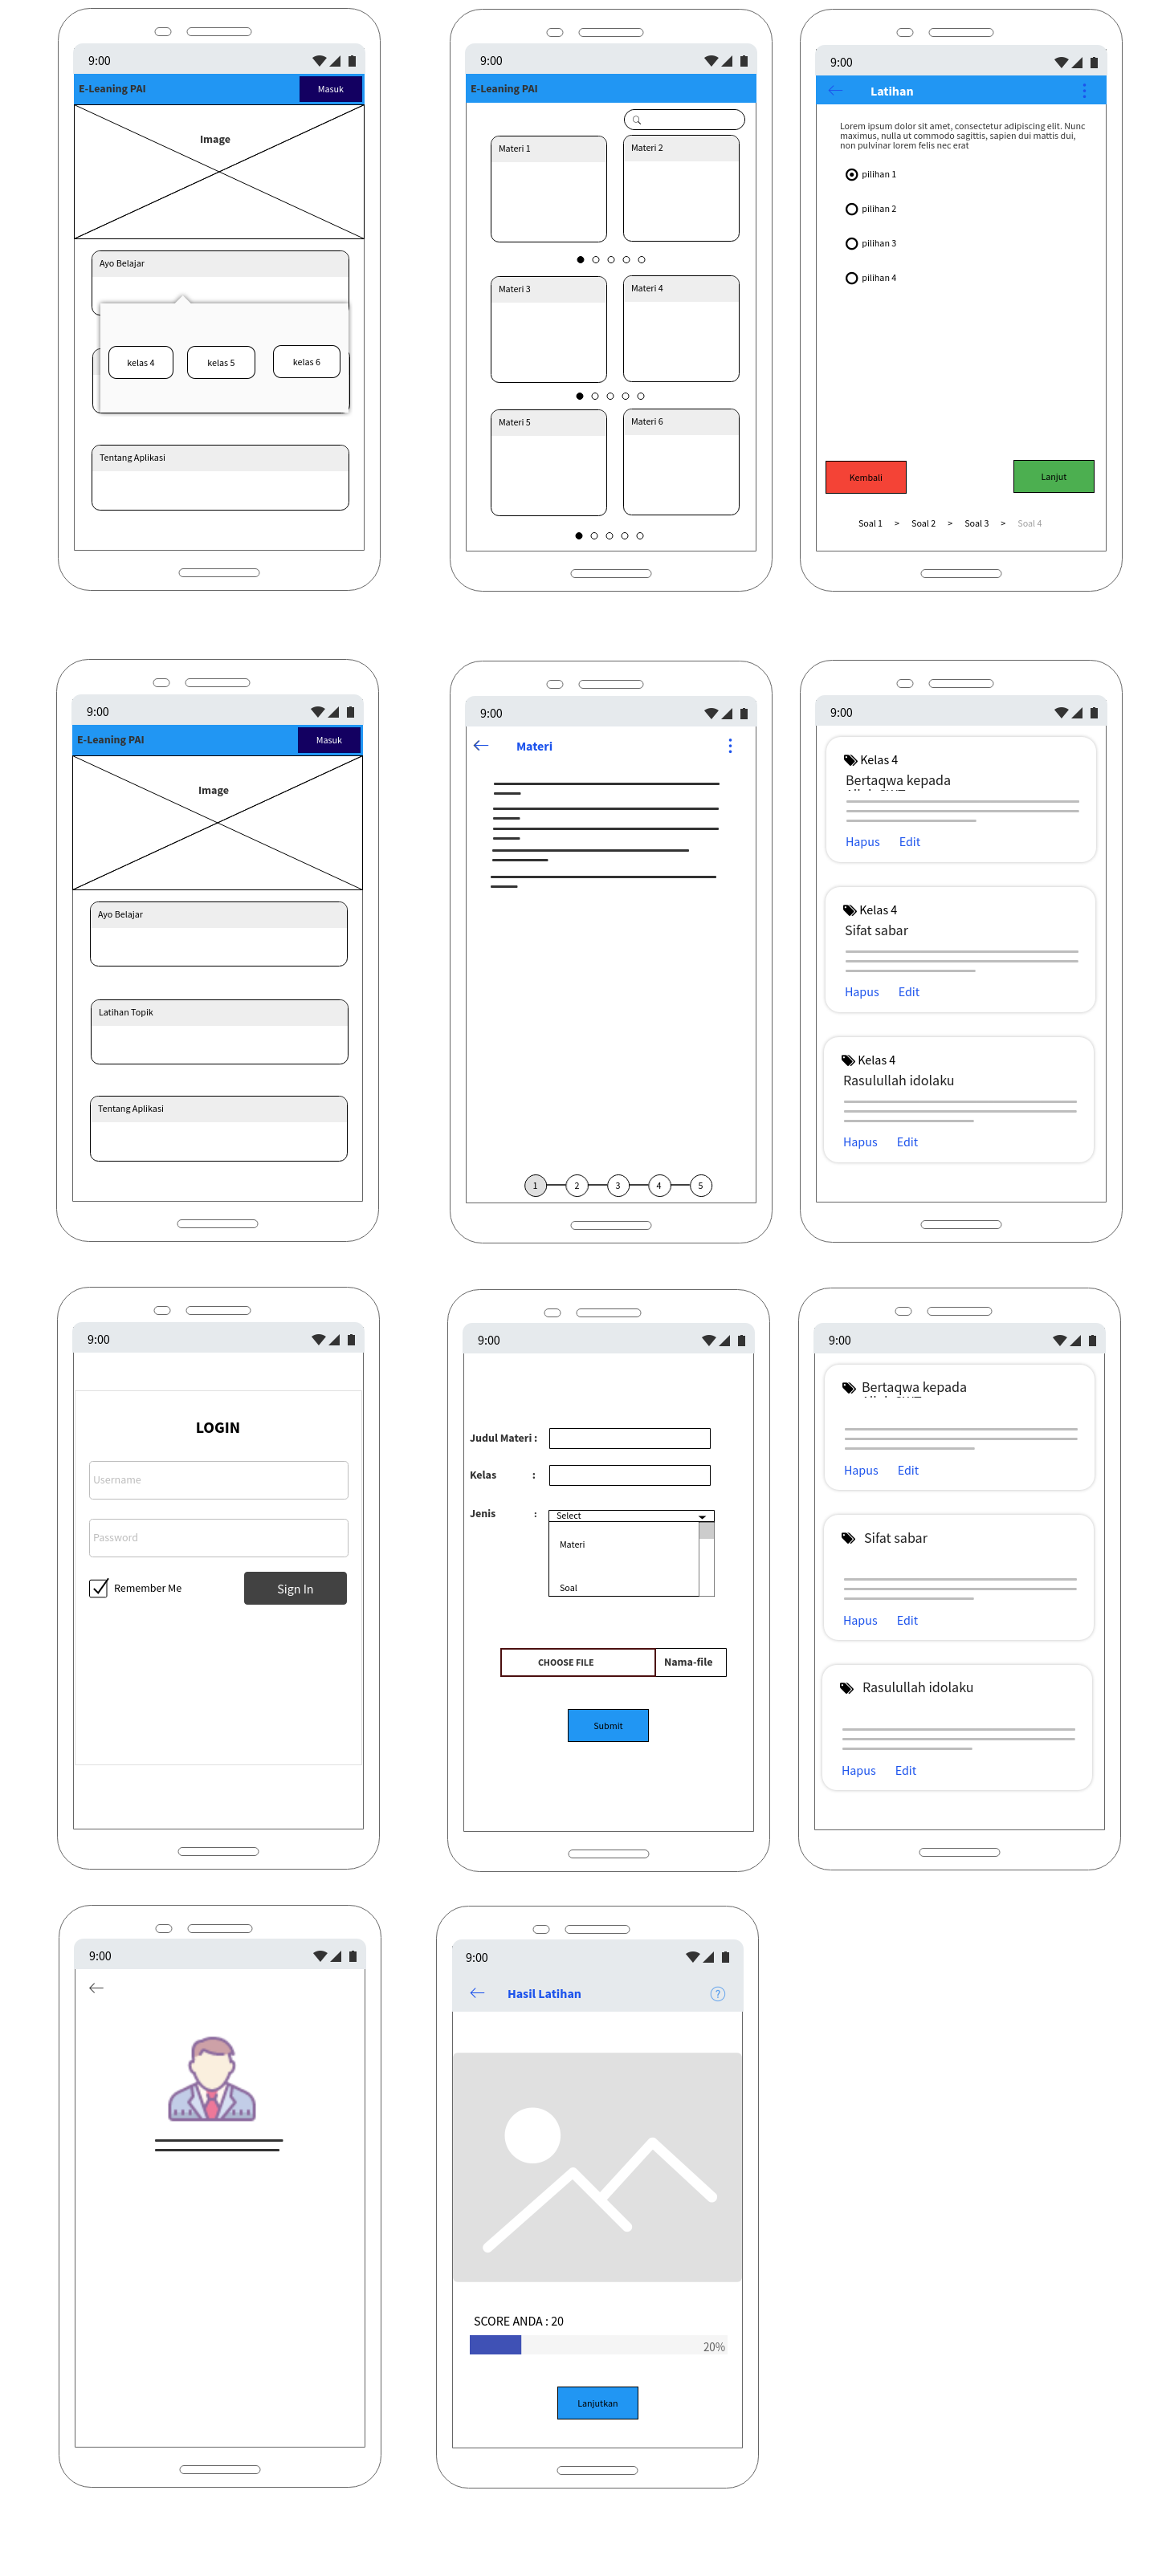 9:00
E-Leaning PAI
Masuk
Image
Ayo Belajar
kelas 4
kelas 5
kelas 6
Tentang Aplikasi
9:00
E-Leaning PAI
Materi 1
Materi 2
Materi 3
Materi 4
Materi 5
Materi 6
9:00
Latihan
Lorem ipsum dolor sit amet, consectetur adipiscing elit. Nunc
maximus, nulla ut commodo sagittis, sapien dui mattis dui,
non pulvinar lorem felis nec erat
pilihan 1
pilihan 2
pilihan 3
pilihan 4
Kembali
Lanjut
Soal 1 > Soal 2 > Soal 3 > Soal 4
9:00
E-Leaning PAI
Masuk
Image
Ayo Belajar
Latihan Topik
Tentang Aplikasi
9:00
Materi
1 2 3 4 5
9:00
Kelas 4
Bertaqwa kepada
Hapus Edit
Kelas 4
Sifat sabar
Hapus Edit
Kelas 4
Rasulullah idolaku
Hapus Edit
9:00
LOGIN
Username
Password
Remember Me
Sign In
9:00
Judul Materi :
Kelas :
Jenis :
Select
Materi
Soal
CHOOSE FILE
Nama-file
Submit
9:00
Bertaqwa kepada
Hapus Edit
Sifat sabar
Hapus Edit
Rasulullah idolaku
Hapus Edit
9:00
9:00
Hasil Latihan
?
SCORE ANDA : 20
20%
Lanjutkan